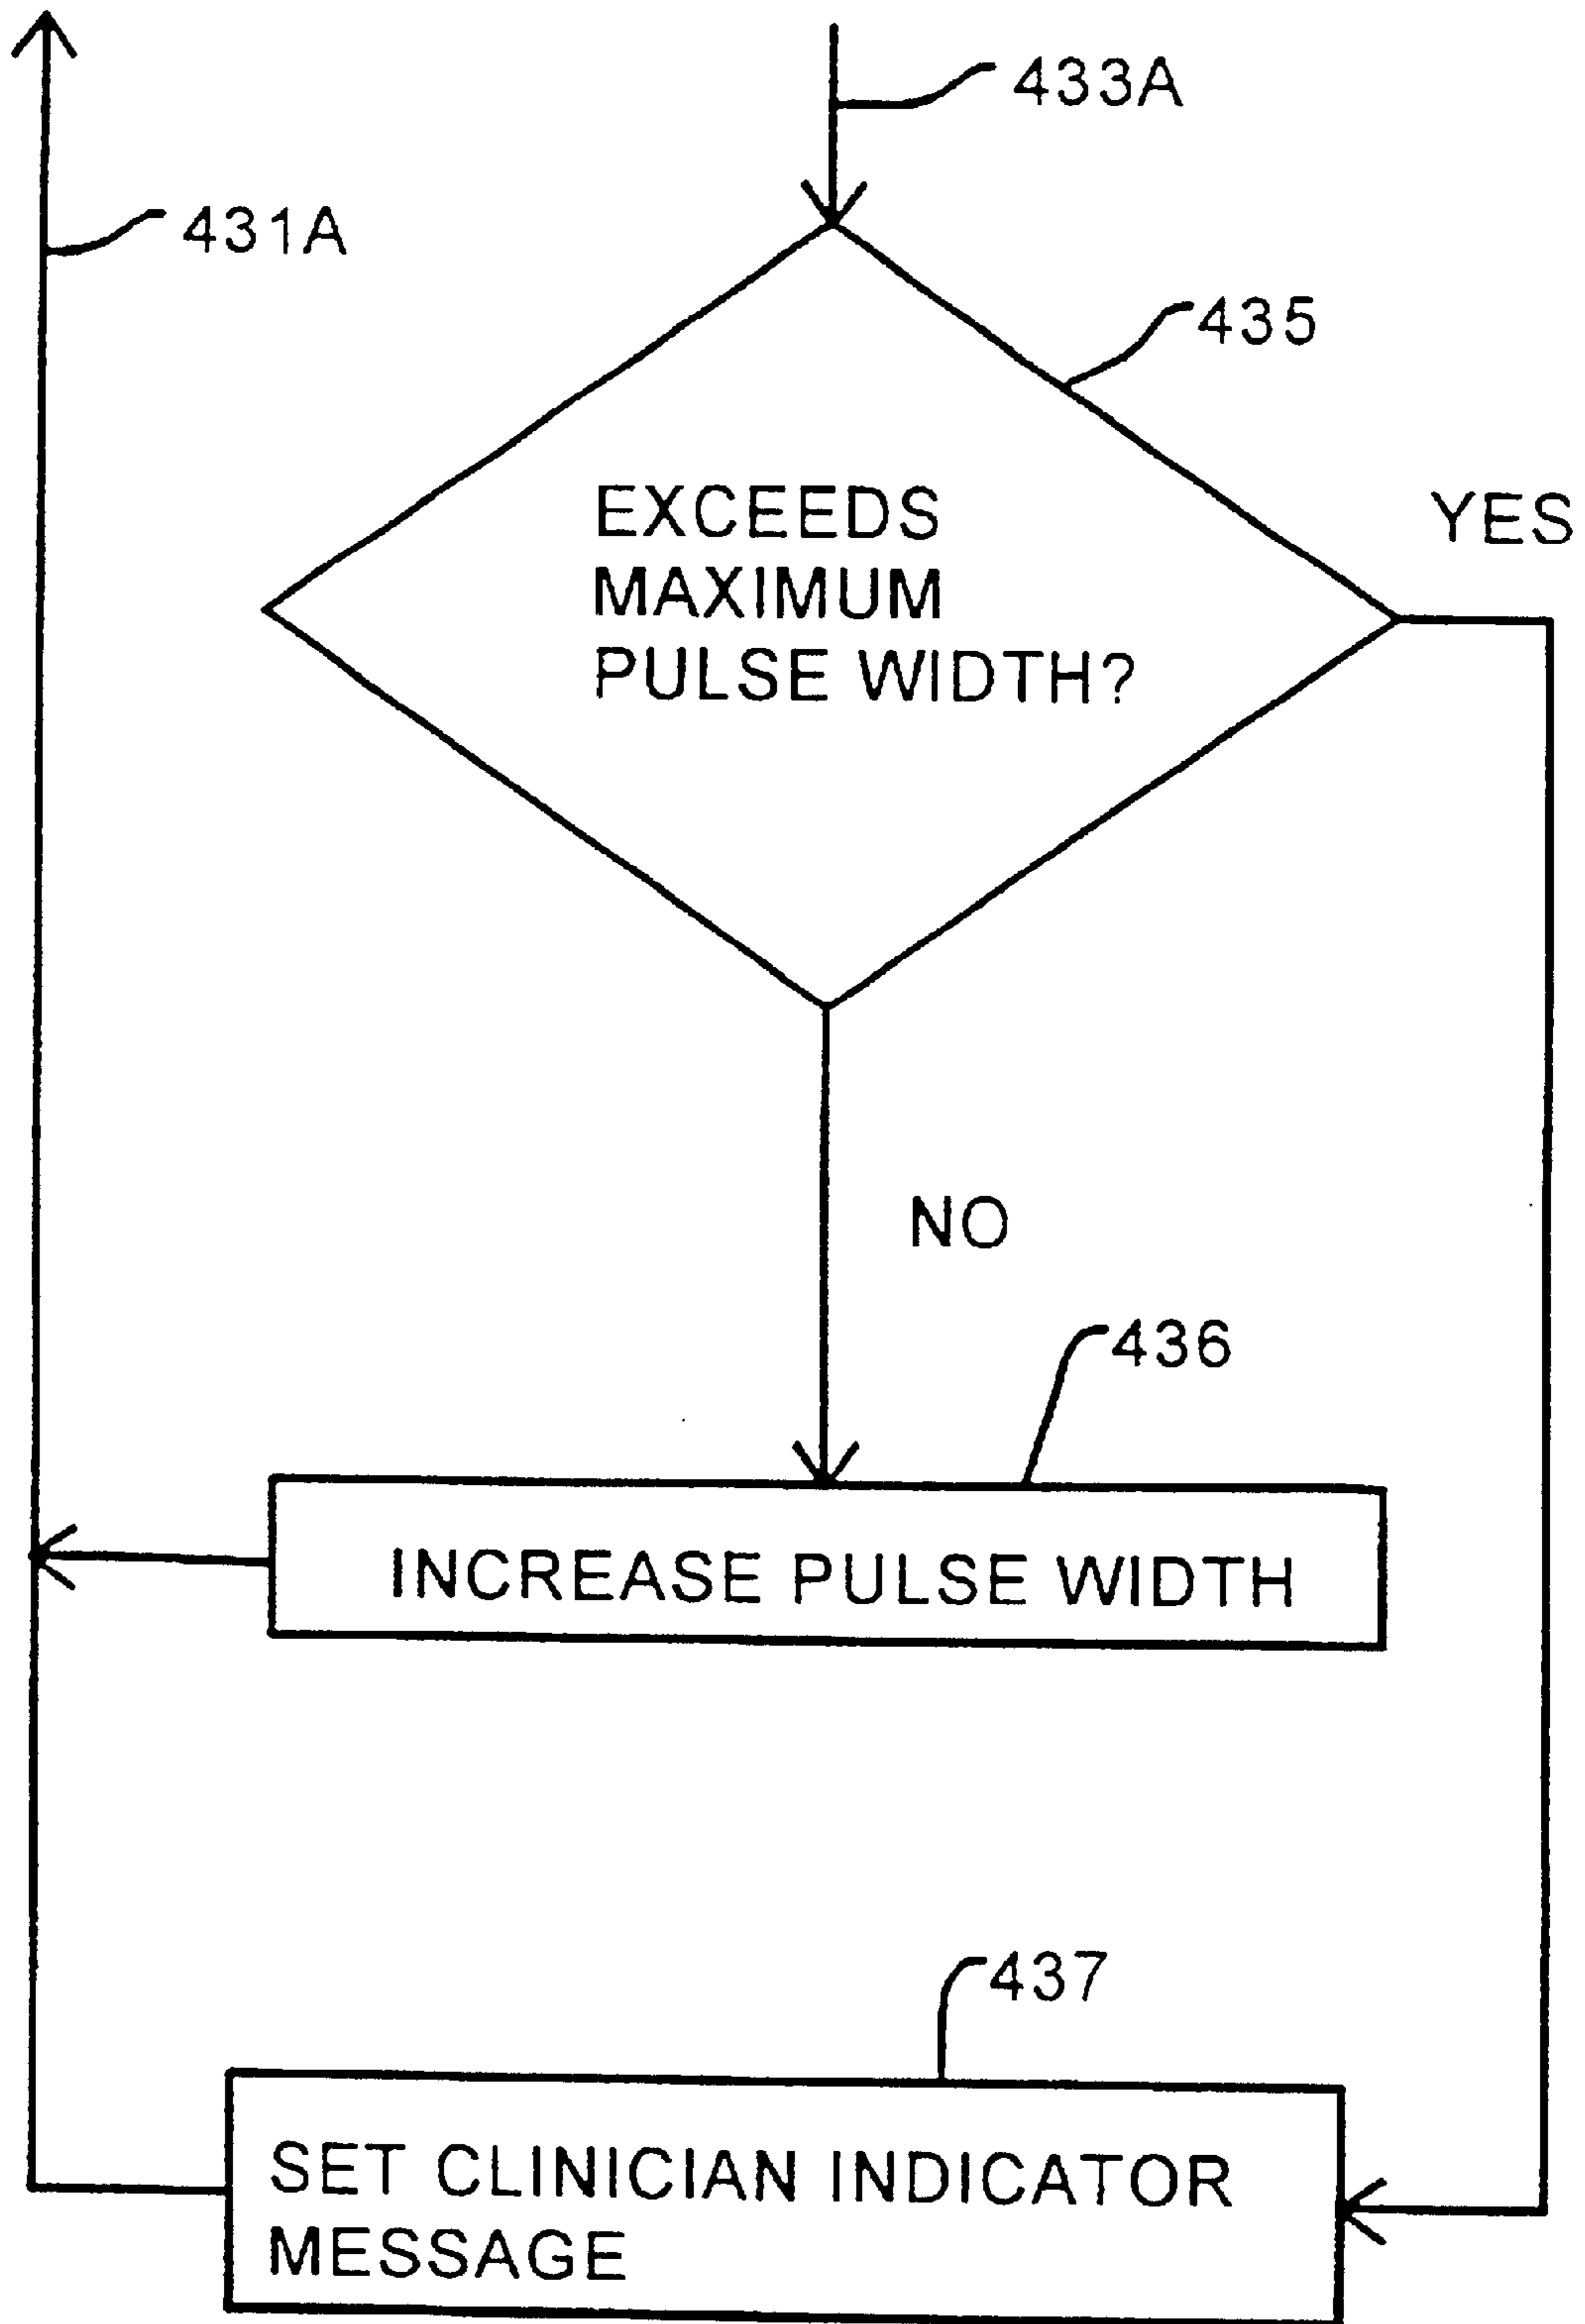 433A
431A
435
EXCEEDS
MAXIMUM
PULSE WIDTH?
YES
NO
436
INCREASE PULSE WIDTH
437
SET CLINICIAN INDICATOR
MESSAGE